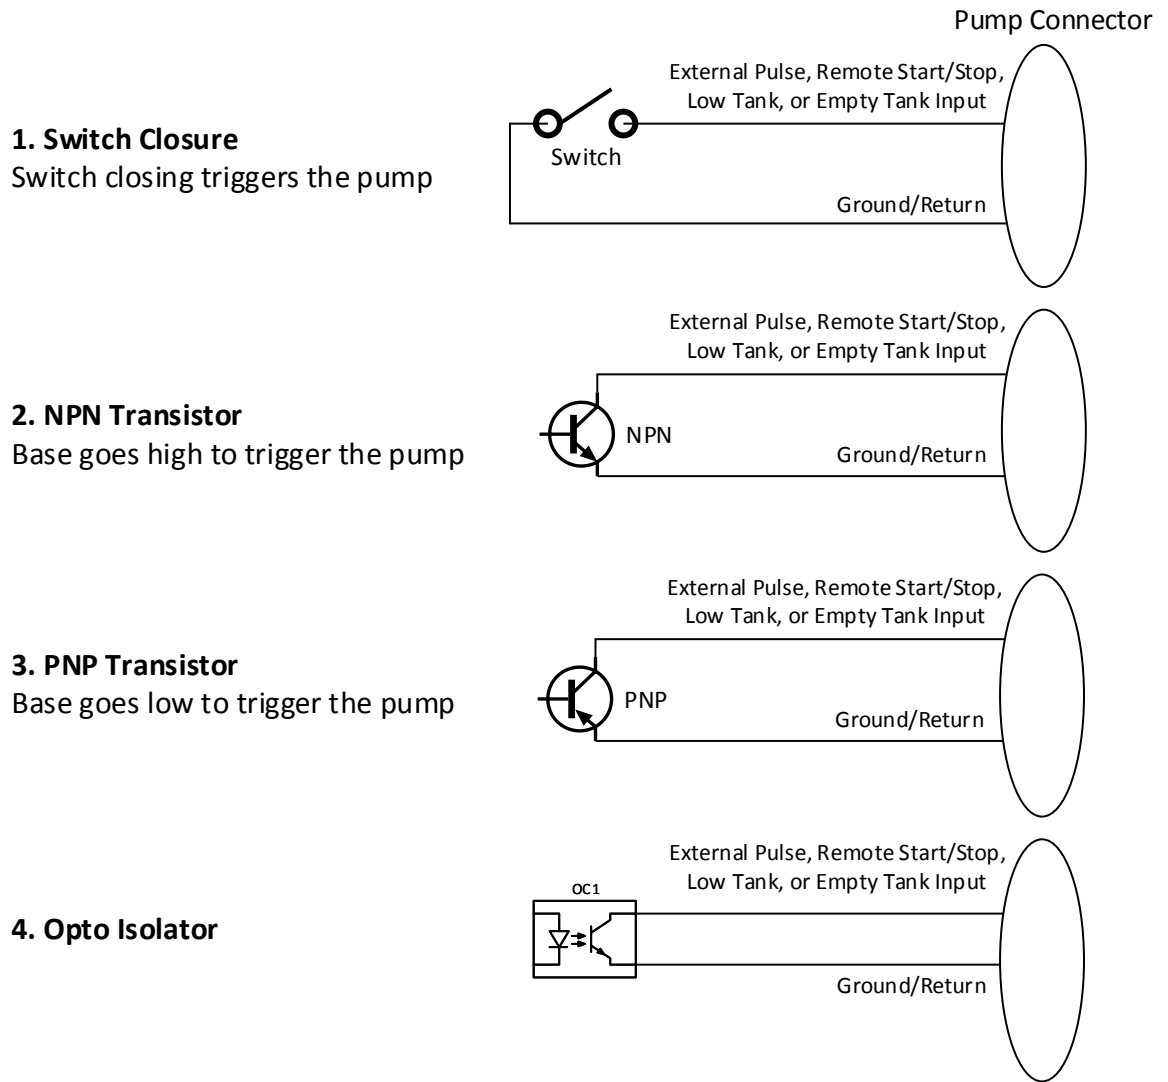 Pump Connector
External Pulse, Remote Start/Stop,
Low Tank, or Empty Tank Input
1. Switch Closure
Switch closing triggers the pump
Switch
Ground/Return
External Pulse, Remote Start/Stop,
Low Tank, or Empty Tank Input
2. NPN Transistor
Base goes high to trigger the pump
NPN
Ground/Return
External Pulse, Remote Start/Stop,
Low Tank, or Empty Tank Input
3. PNP Transistor
Base goes low to trigger the pump
PNP
Ground/Return
External Pulse, Remote Start/Stop,
Low Tank, or Empty Tank Input
OC1
4. Opto Isolator
Ground/Return